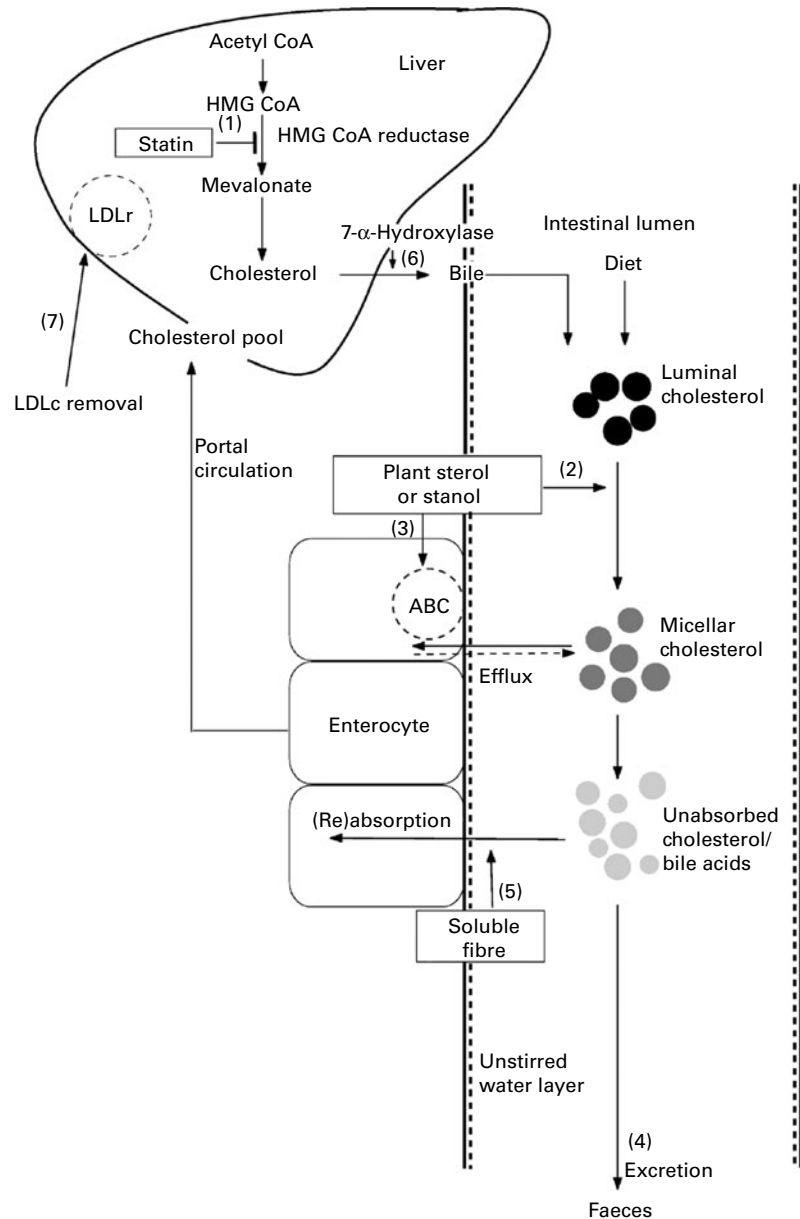 Acetyl CoA
Liver
HMG CoA
(1)
HMG CoA reductase
Statin
Mevalonate
LDLr
7-α-Hydroxylase
(6)
Cholesterol
Bile
Intestinal lumen
Diet
(7)
Cholesterol pool
LDLc removal
Luminal
cholesterol
Portal
circulation
Plant sterol
or stanol
(2)
(3)
ABC
Micellar
cholesterol
Efflux
Enterocyte
(Re)absorption
Unabsorbed
cholesterol/
bile acids
(5)
Soluble
fibre
Unstirred
water layer
(4)
Excretion
Faeces